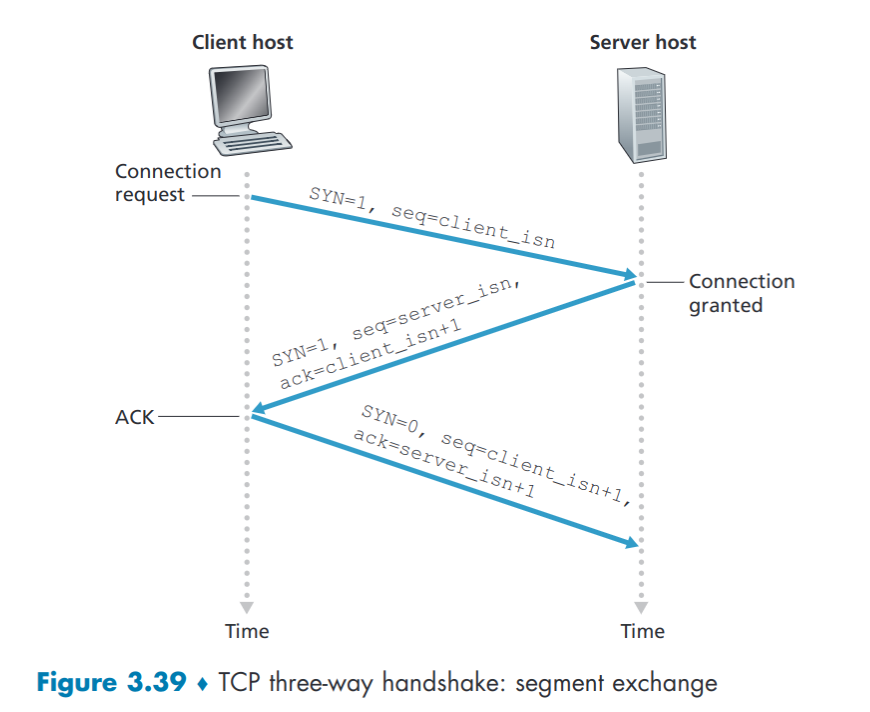 Client host
Server host
Connection
request
SYN=1, seq=client_isn
Connection
granted
SYN=1, seq=server_isn,
ack=client_isn+1
ACK
SYN=0, seq=client_isn+1,
ack=server_isn+1
Time
Time
Figure 3.39 ♦ TCP three-way handshake: segment exchange